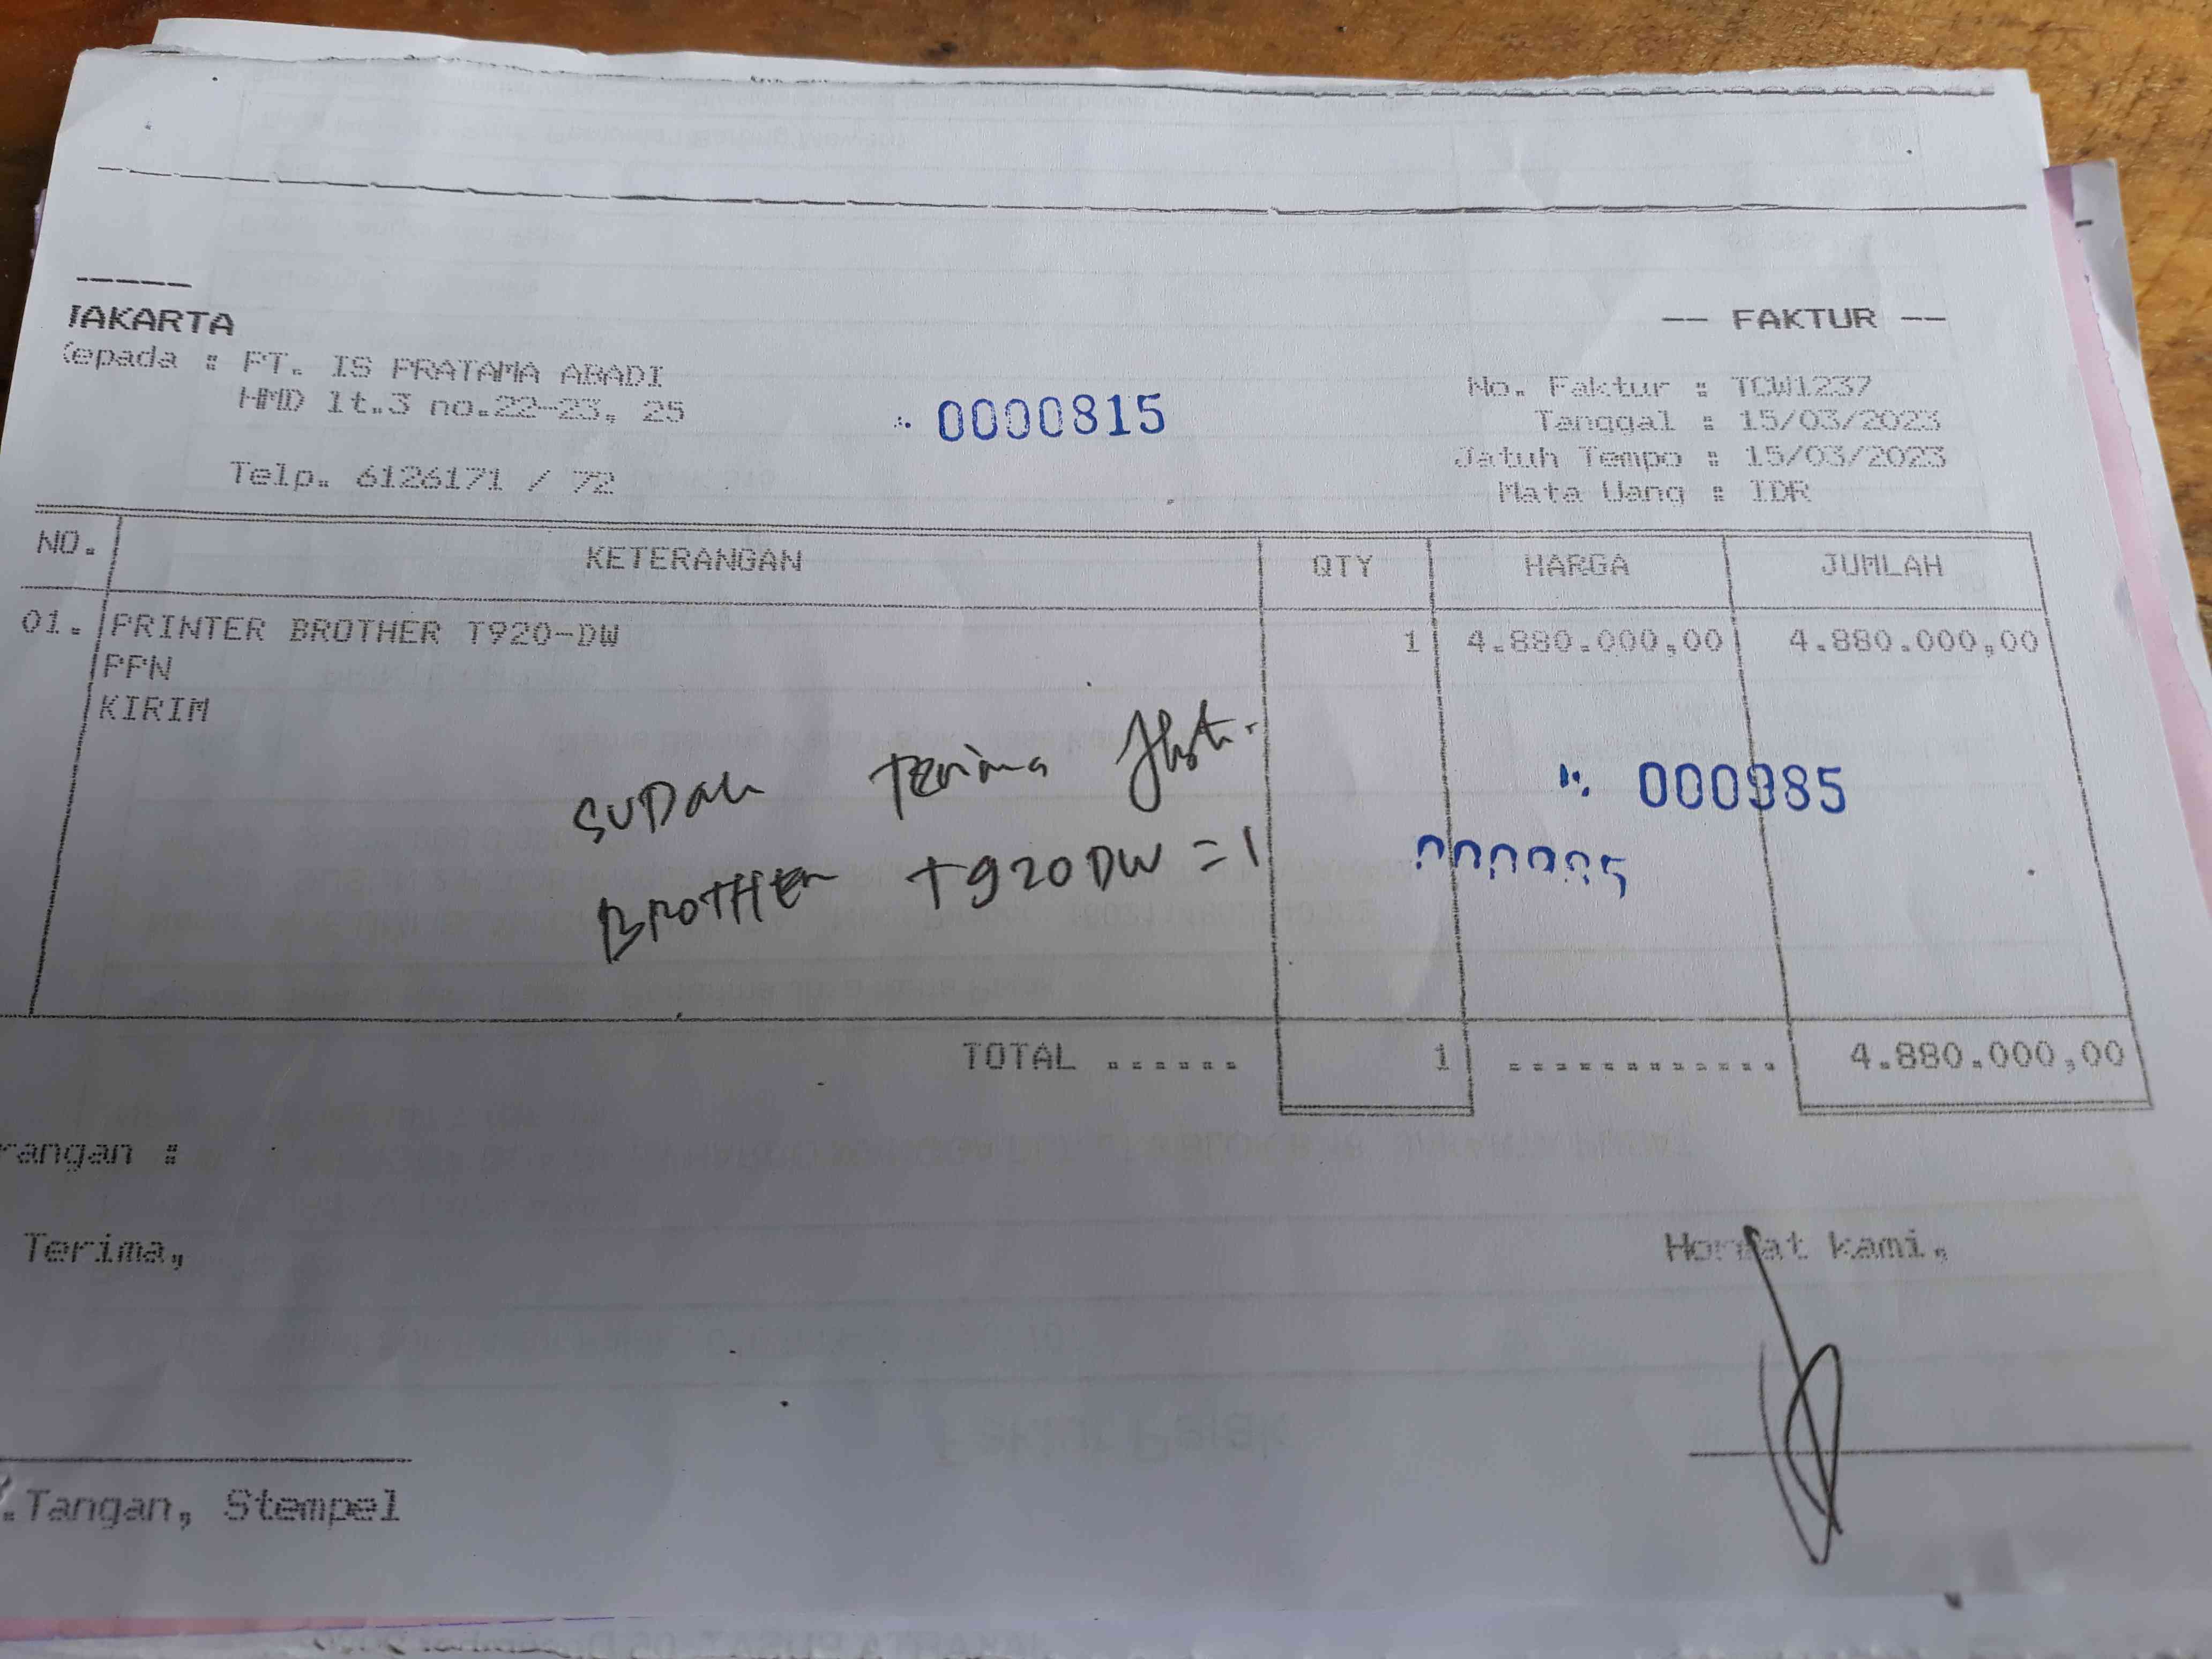 JAKARTA
-- FAKTUR --
Kepada : PT. IS PRATAMA ABADI
HMD lt.3 no.22-23, 25
Telp. 6126171 / 72
0000815
No. Faktur : TCW1237
Tanggal : 15/03/2023
Jatuh Tempo : 15/03/2023
Mata Uang : IDR
NO. KETERANGAN QTY HARGA JUMLAH
01. PRINTER BROTHER T920-DW 1 4.880.000,00 4.880.000,00
PPN
KIRIM
SUDAH Terima
BROTHER T920DW = 1
000985
TOTAL ...... 1 ............ 4.880.000,00
rangan :
Terima,
Hormat kami,
.Tangan, Stempel